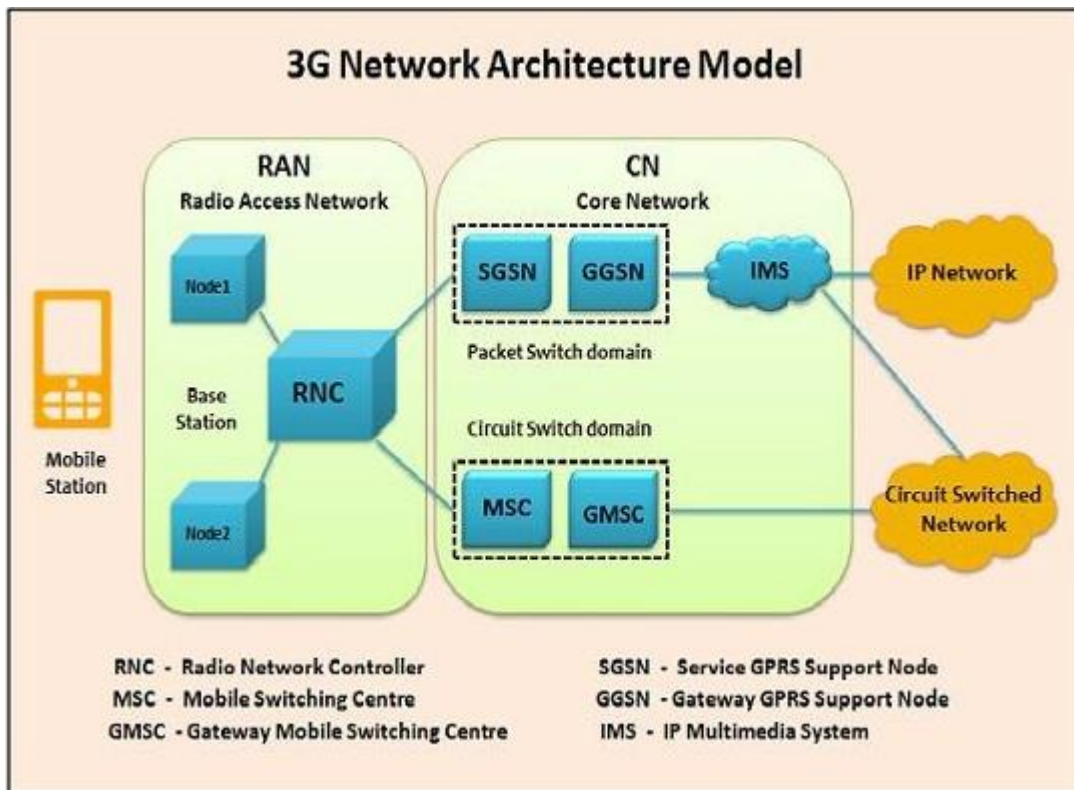 3G Network Architecture Model
RAN
Radio Access Network
CN
Core Network
Node1
RNC
Base
Station
Node2
Mobile
Station
SGSN
GGSN
Packet Switch domain
IMS
IP Network
Circuit Switch domain
MSC
GMSC
Circuit Switched
Network
RNC - Radio Network Controller
MSC - Mobile Switching Centre
GMSC - Gateway Mobile Switching Centre
SGSN - Service GPRS Support Node
GGSN - Gateway GPRS Support Node
IMS - IP Multimedia System